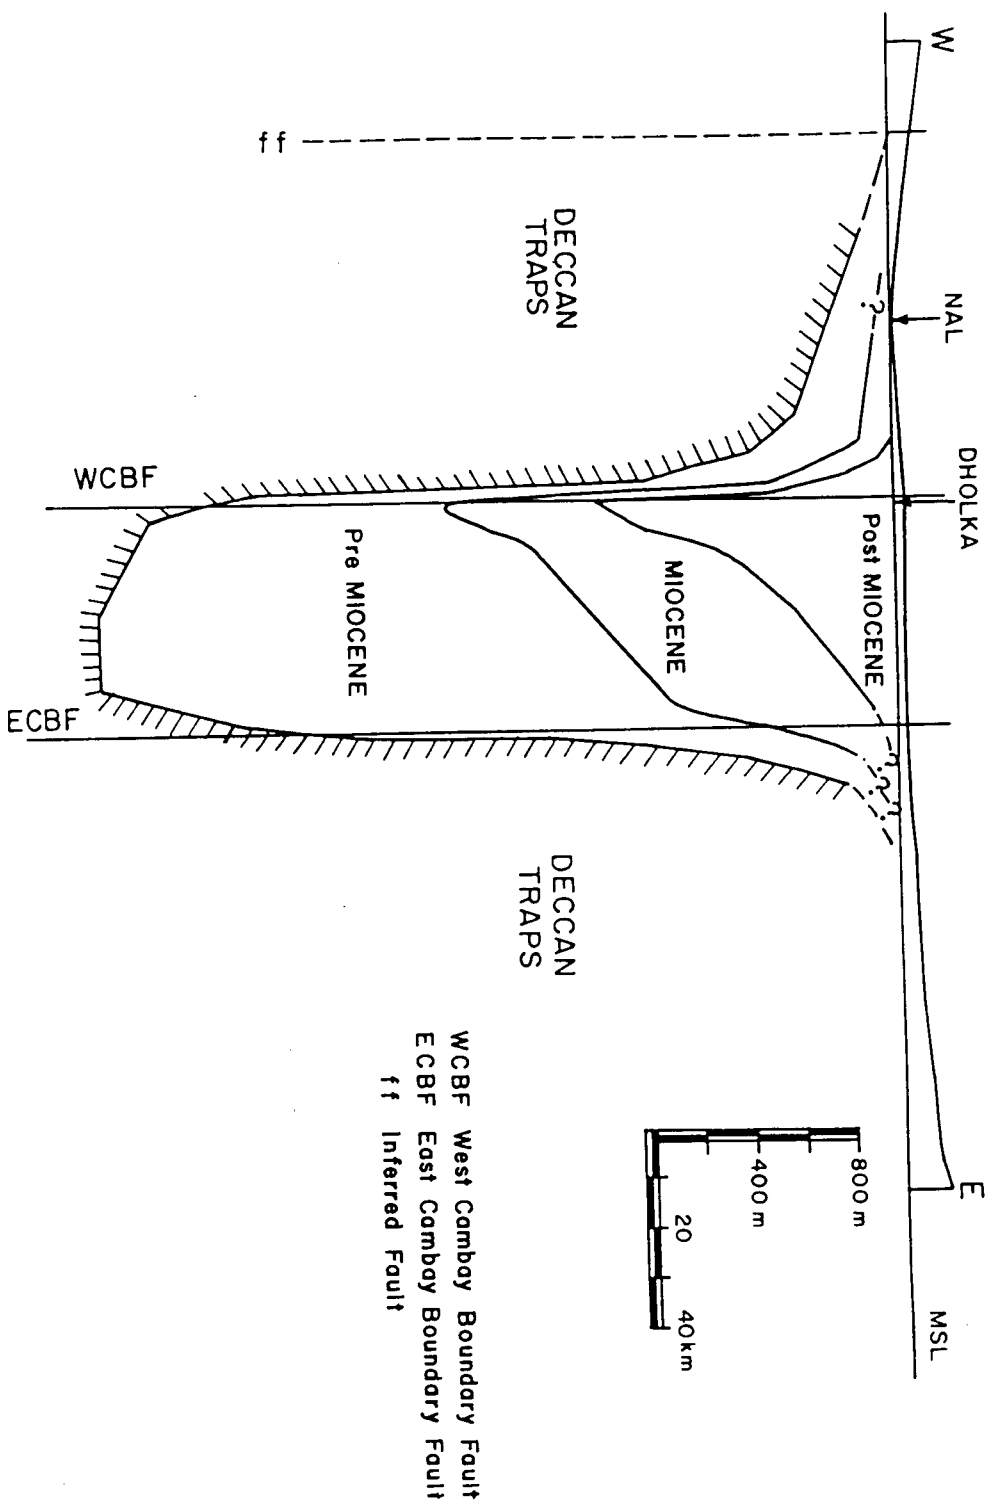 W
E
NAL
DHOLKA
MSL
Post MIOCENE
MIOCENE
Pre MIOCENE
?
?
?
?
DECCAN
TRAPS
DECCAN
TRAPS
ff
WCBF
ECBF
800 m
400 m
20
40 km
WCBF West Cambay Boundary Fault
ECBF East Cambay Boundary Fault
ff Inferred Fault